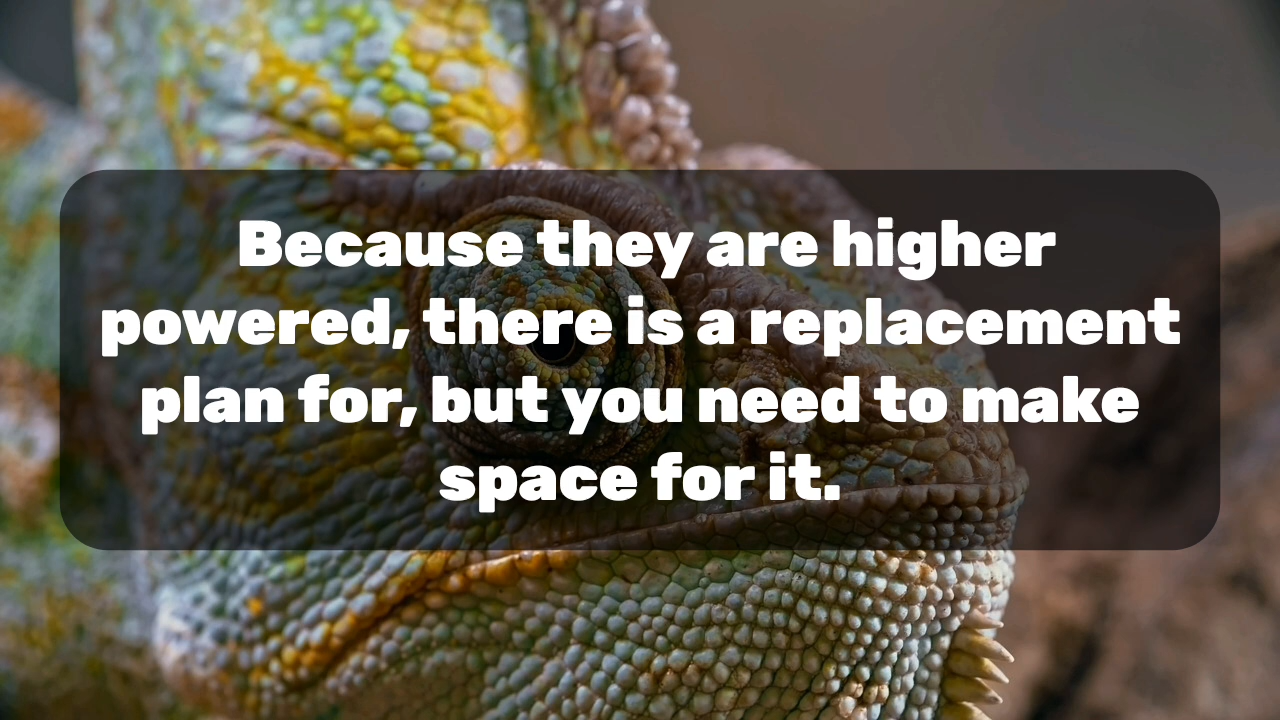 Because they are higher
powered, there is a replacement
plan for, but you need to make
space for it.